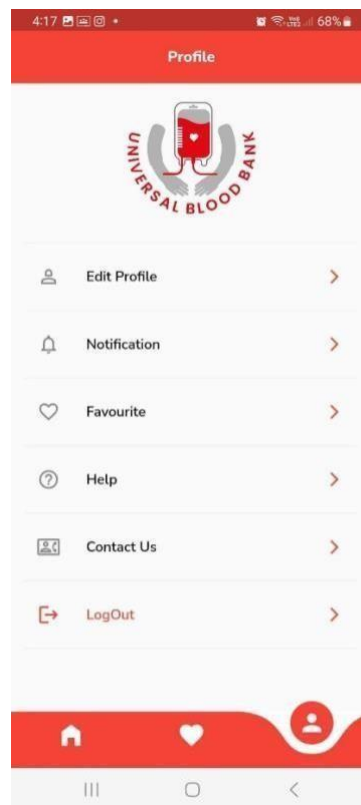 4:17
68%
Profile
UNIVERSAL BLOOD BANK
Edit Profile
Notification
Favourite
Help
Contact Us
LogOut